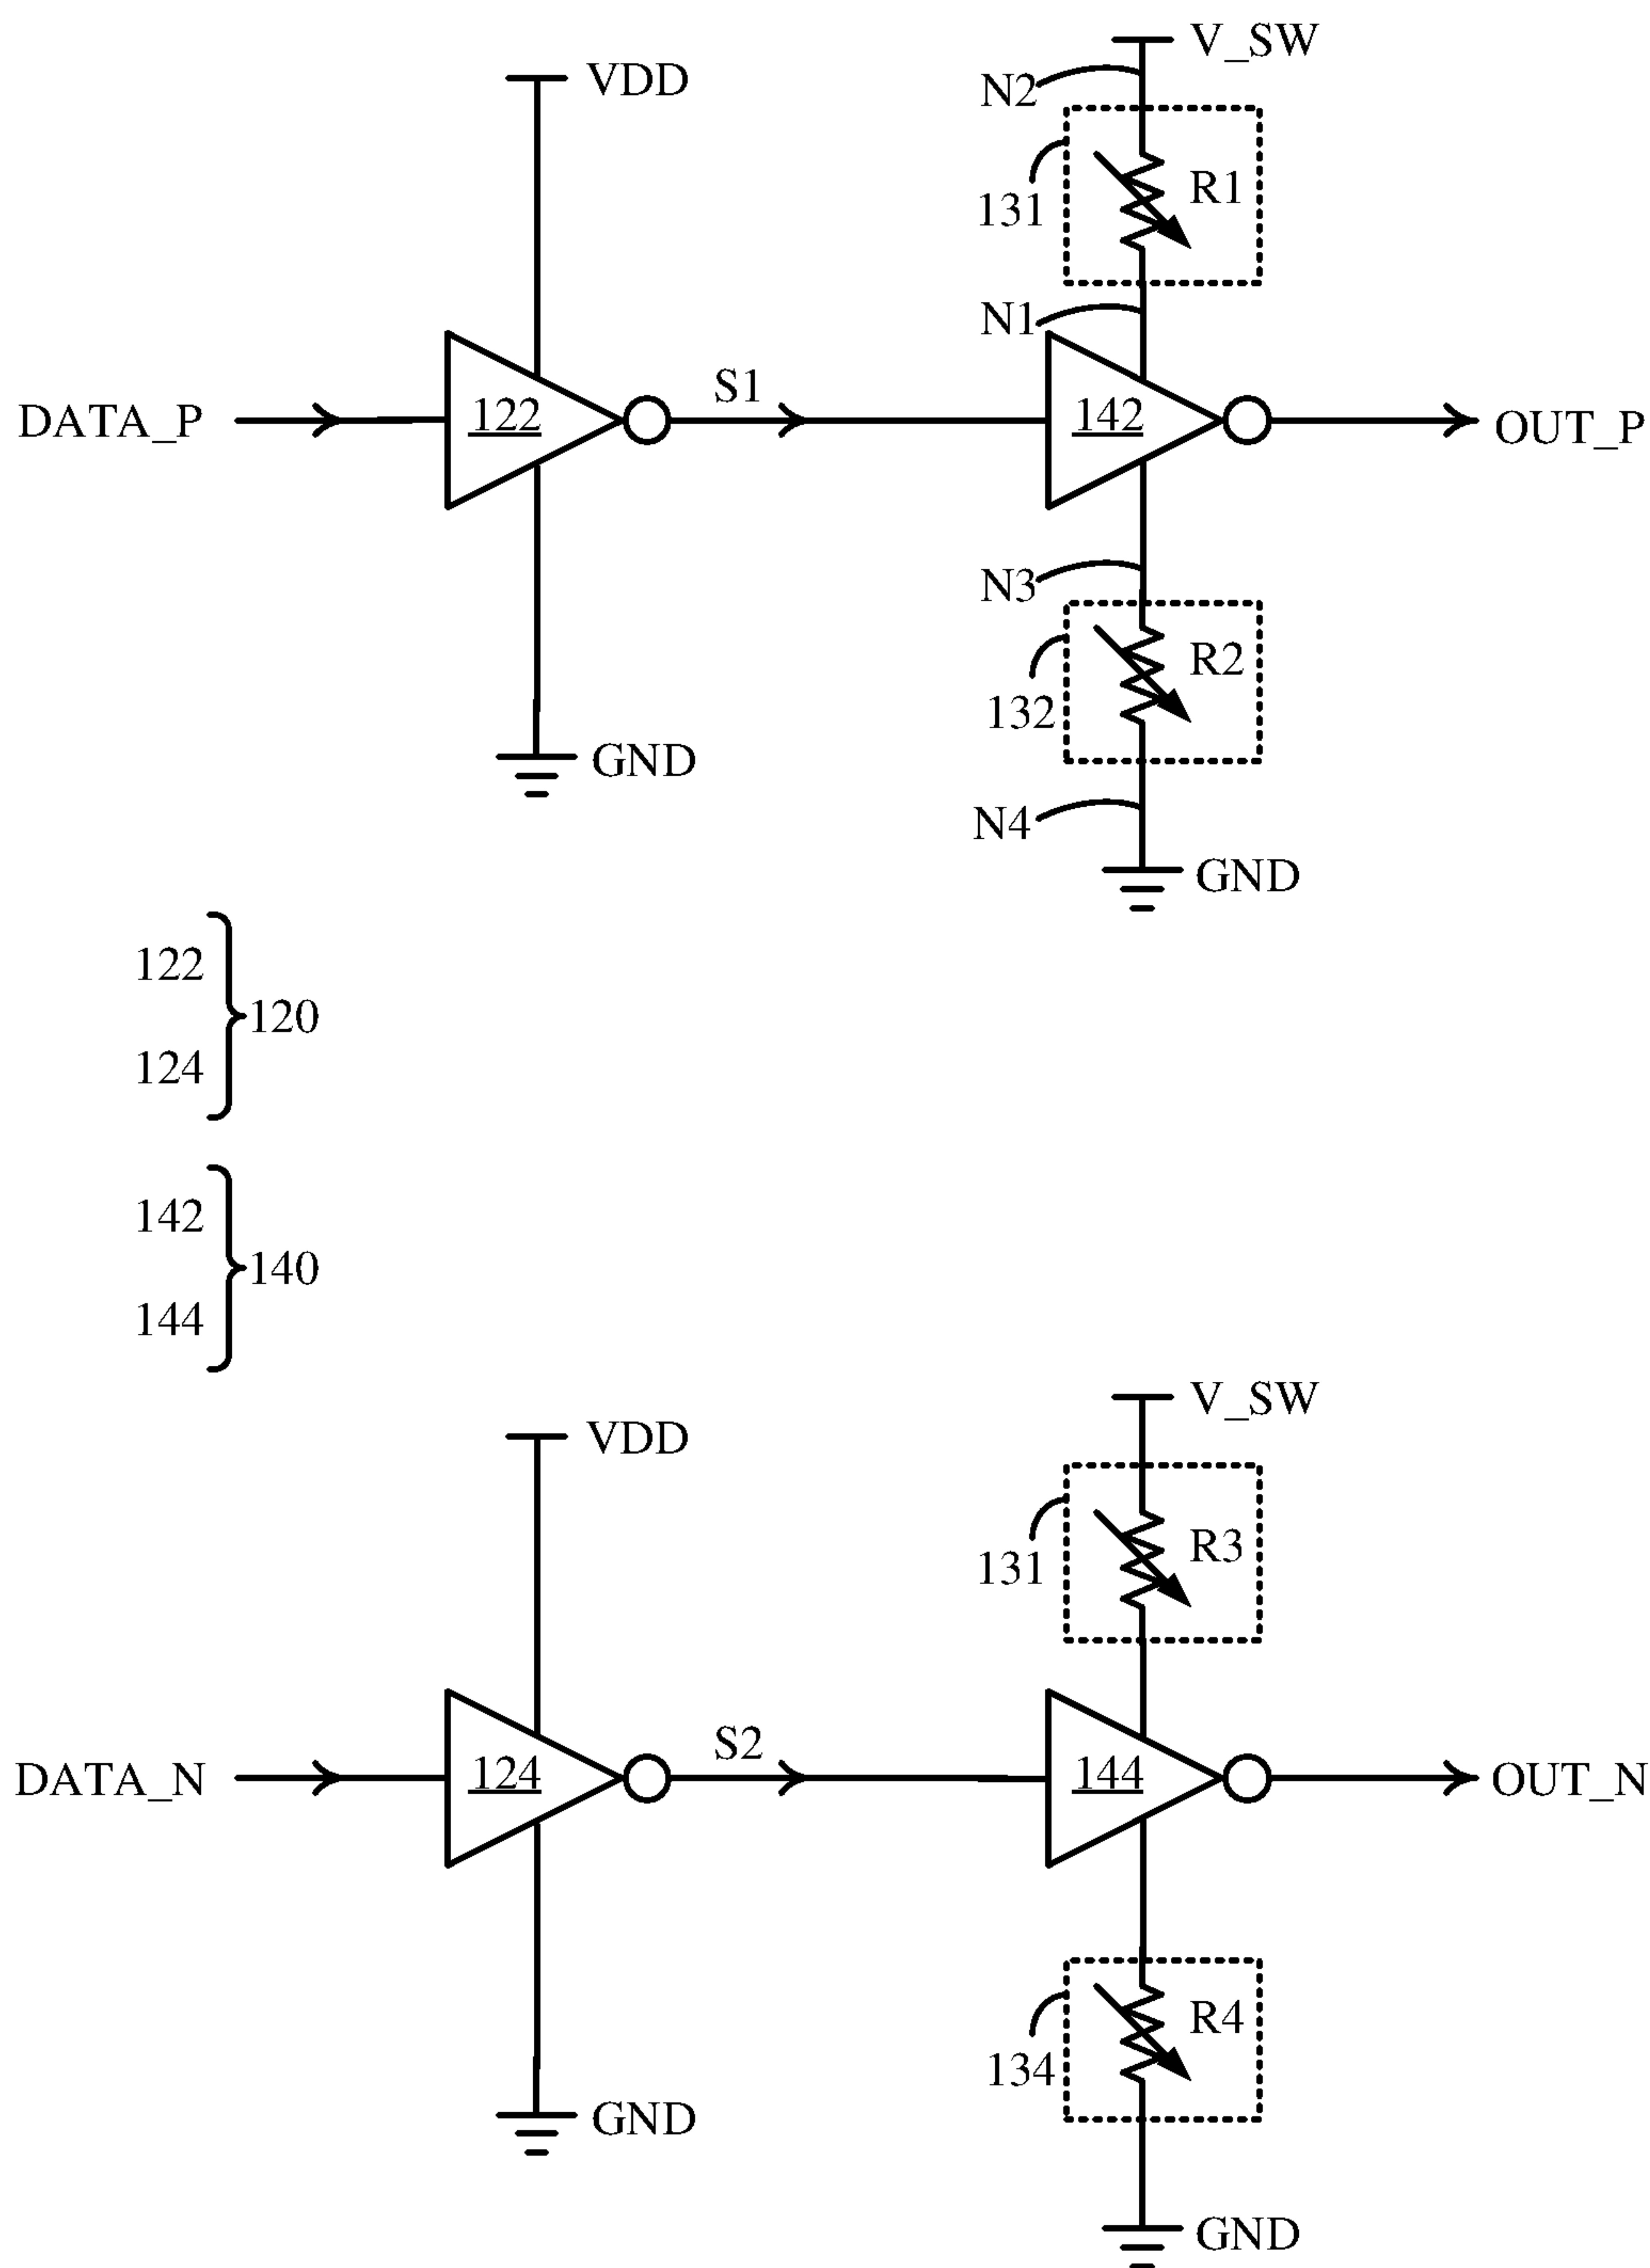 V_SW
VDD
N2
R1
131
N1
DATA_P
122
S1
142
OUT_P
N3
R2
132
GND
N4
GND
122
120
124
142
140
144
V_SW
VDD
R3
131
DATA_N
124
S2
144
OUT_N
R4
134
GND
GND